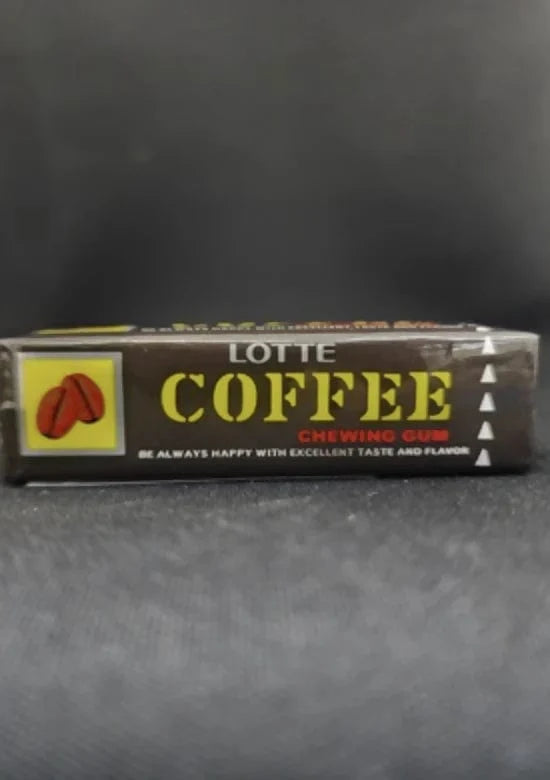 LOTTE
COFFEE
CHEWING GUM
BE ALWAYS HAPPY WITH EXCELLENT TASTE AND FLAVOR